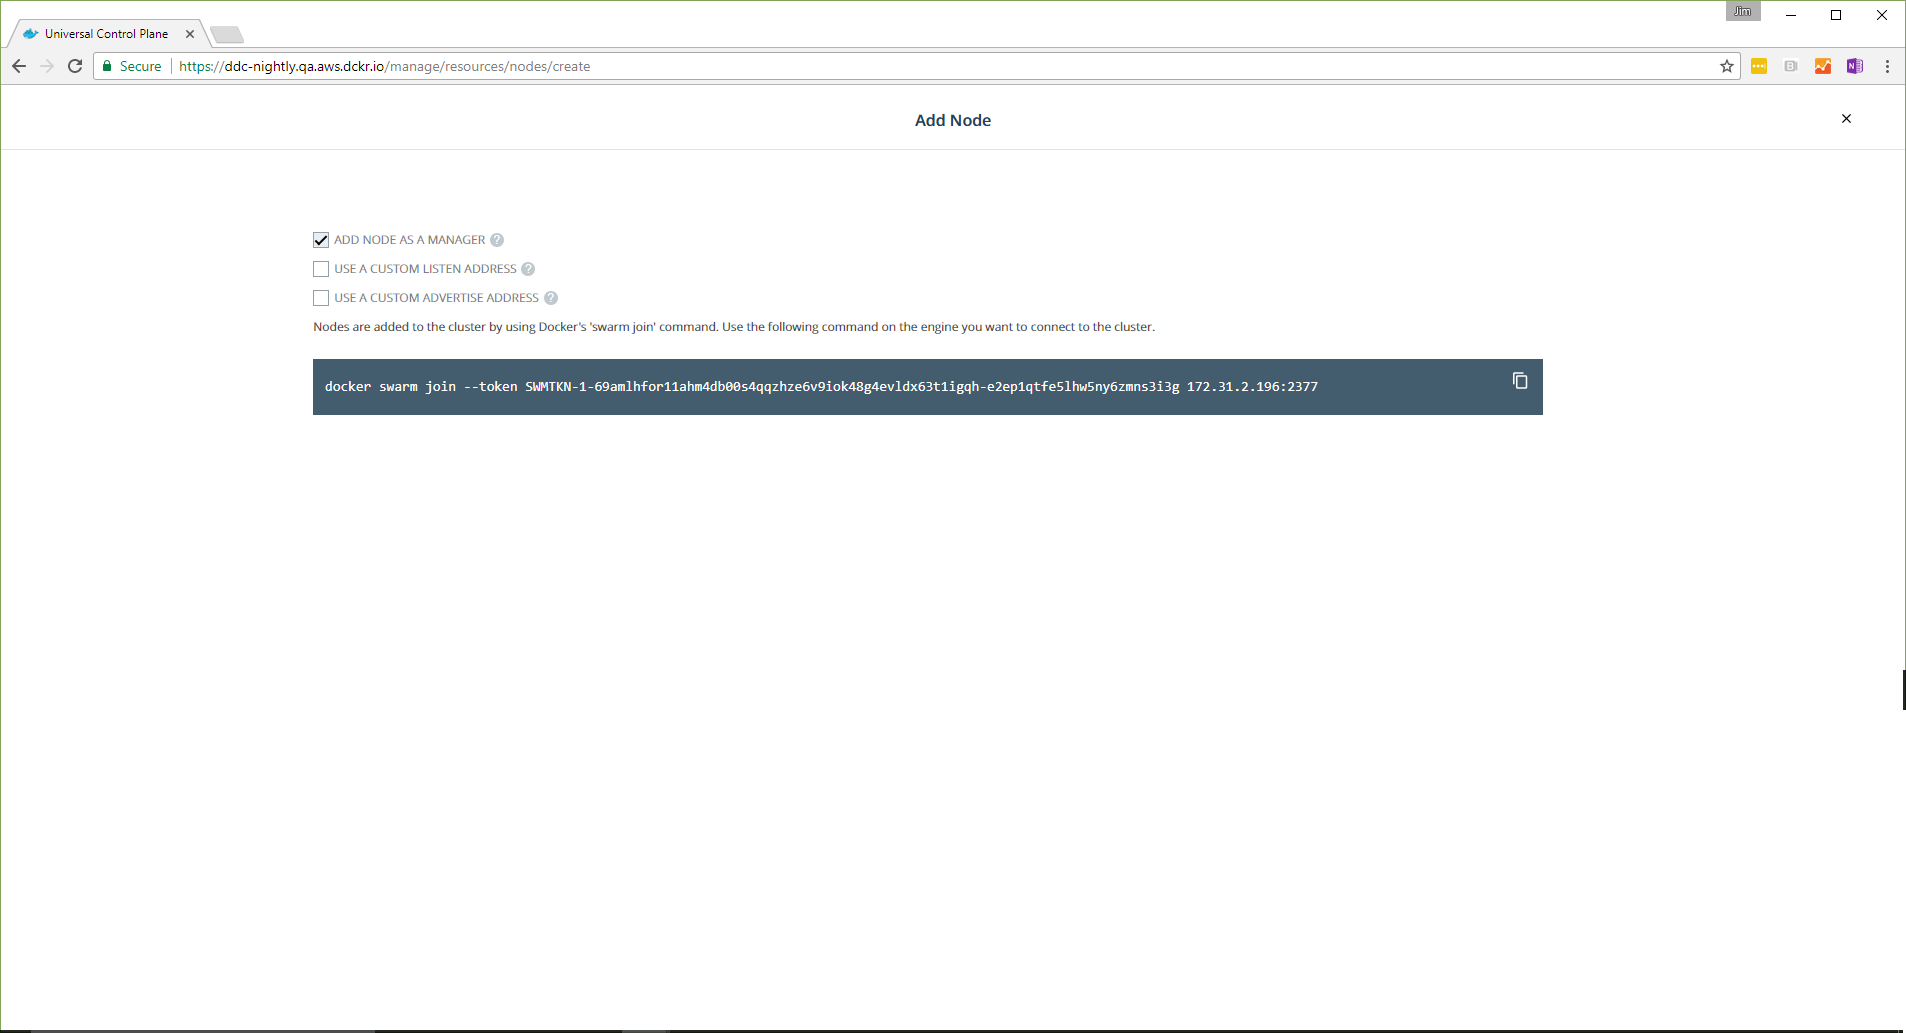 Jim
Universal Control Plane
Secure https://ddc-nightly.qa.aws.dckr.io/manage/resources/nodes/create
Add Node
ADD NODE AS A MANAGER ?
USE A CUSTOM LISTEN ADDRESS ?
USE A CUSTOM ADVERTISE ADDRESS ?
Nodes are added to the cluster by using Docker's 'swarm join' command. Use the following command on the engine you want to connect to the cluster.
docker swarm join --token SWMTKN-1-69amlhfor11ahm4db00s4qqzhze6v9iok48g4evldx63t1igqh-e2ep1qtfe5lhw5ny6zmns3i3g 172.31.2.196:2377